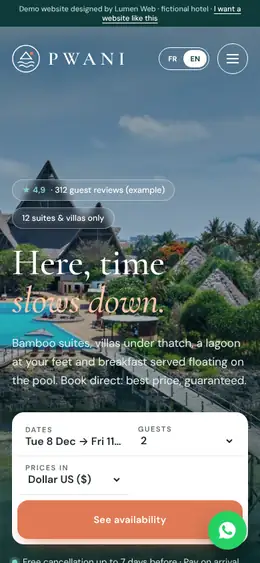 Demo website designed by Lumen Web · fictional hotel · I want a
website like this
PWANI
FR EN
★ 4,9 · 312 guest reviews (example)
12 suites & villas only
Here, time
slows down.
Bamboo suites, villas under thatch, a lagoon
at your feet and breakfast served floating on
the pool. Book direct: best price, guaranteed.
DATES
Tue 8 Dec → Fri 11...
GUESTS
2
PRICES IN
Dollar US ($)
See availability
Free cancellation up to 7 days before · Pay on arrival